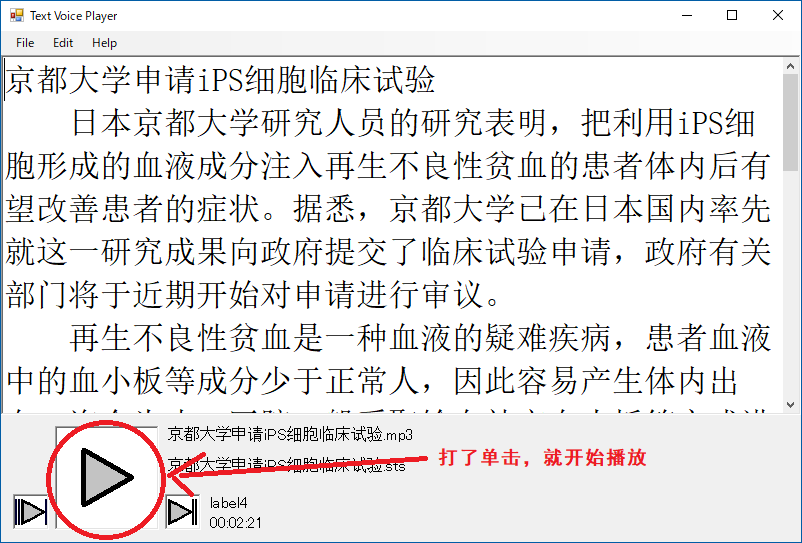 Text Voice Player
File Edit Help
京都大学申请iPS细胞临床试验
日本京都大学研究人员的研究表明，把利用iPS细
胞形成的血液成分注入再生不良性贫血的患者体内后有
望改善患者的症状。据悉，京都大学已在日本国内率先
就这一研究成果向政府提交了临床试验申请，政府有关
部门将于近期开始对申请进行审议。
再生不良性贫血是一种血液的疑难疾病，患者血液
中的血小板等成分少于正常人，因此容易产生体内出
京都大学申请iPS细胞临床试验.mp3
京都大学申请iPS细胞临床试验.sts
打了单击，就开始播放
label4
00:02:21